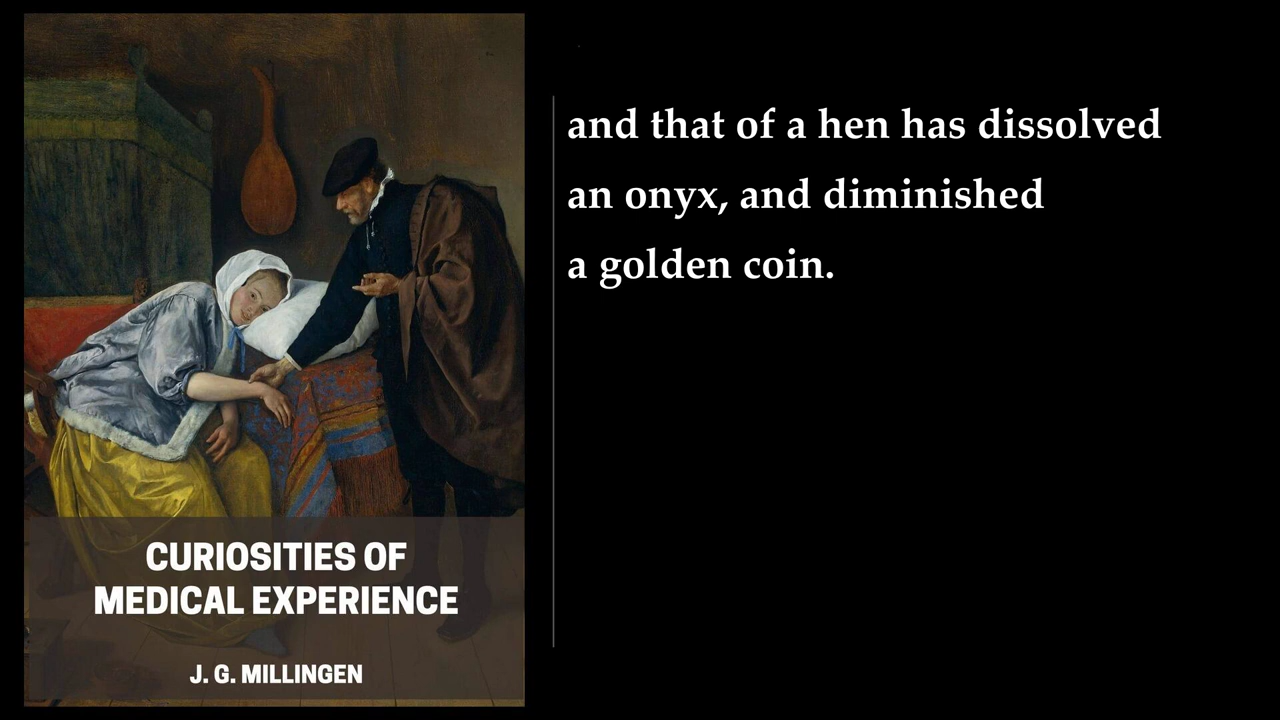 and that of a hen has dissolved
an onyx, and diminished
a golden coin.
CURIOSITIES OF
MEDICAL EXPERIENCE
J. G. MILLINGEN